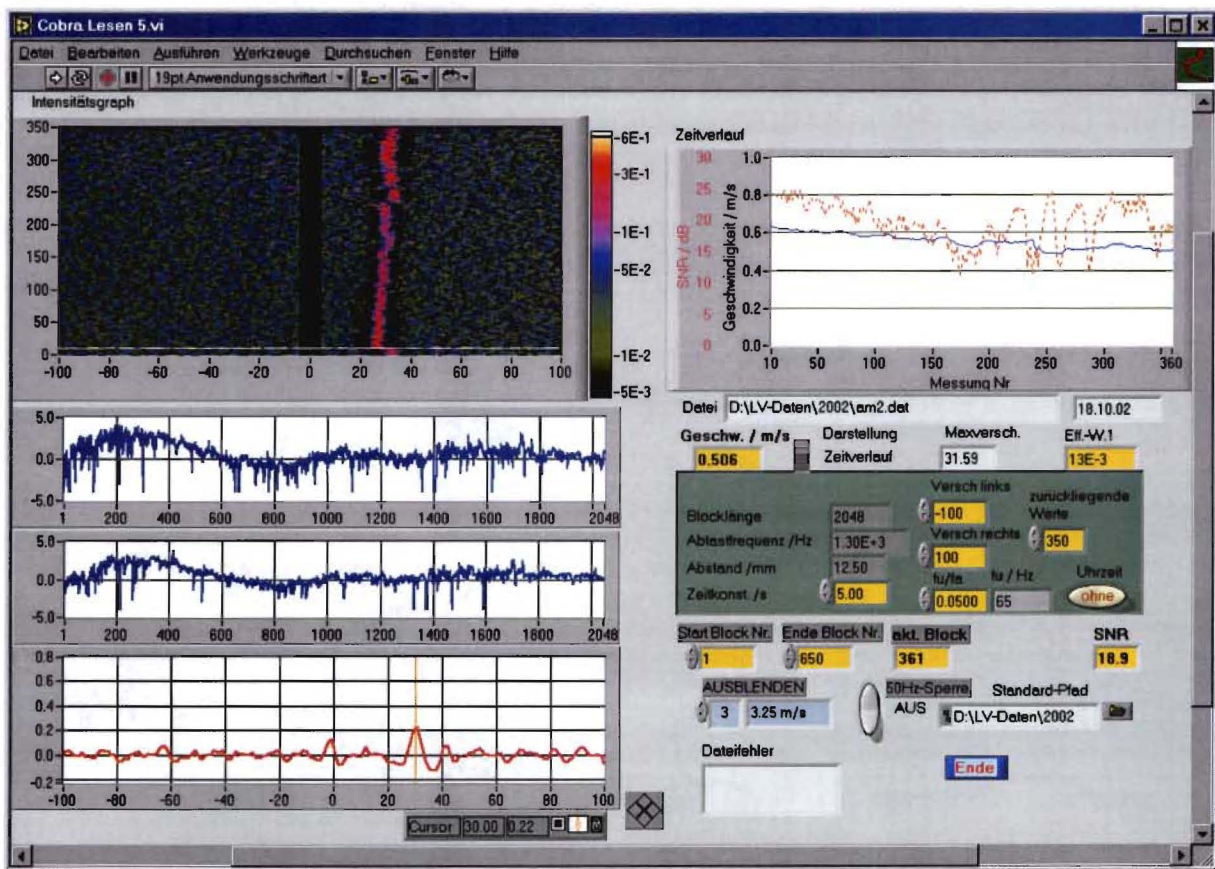 Cobra Lesen 5.vi
Datei Bearbeiten Ausführen Werkzeuge Durchsuchen Fenster Hilfe
19pt Anwendungsschriftart
Intensitätsgraph
350-
300-
250-
200-
150-
100-
50-
0-
-100 -80 -60 -40 -20 0 20 40 60 80 100
-6E-1
-3E-1
-1E-1
-5E-2
-1E-2
-5E-3
Zeitverlauf
SNR / dB
30
25
20
15
10
5
0
Geschwindigkeit / m/s
1.0-
0.8-
0.6-
0.4-
0.2-
0.0-
10 50 100 150 200 250 300 360
Messung Nr
5.0-
0.0-
-5.0-
1 200 400 600 800 1000 1200 1400 1600 1800 2048
5.0-
0.0-
-5.0-
1 200 400 600 800 1000 1200 1400 1600 1800 2048
0.8-
0.6-
0.4-
0.2-
0.0-
-0.2-
-100 -80 -60 -40 -20 0 20 40 60 80 100
Cursor 30.00 0.22
Datei D:\LV-Daten\2002\am2.dat 18.10.02
Geschw. / m/s Darstellung Maxversch. Eff.-W.1
0.506 Zeitverlauf 31.59 13E-3
Versch links zurückliegende
Werte
Blocklänge 2048 -100
Versch rechts
Abtastfrequenz /Hz 1.30E+3 100 350
Abstand /mm 12.50
fu/fa fu / Hz Uhrzeit
Zeitkonst. /s 5.00 0.0500 65 ohne
Start Block Nr. Ende Block Nr. akt. Block SNR
1 650 361 18.9
AUSBLENDEN 50Hz-Sperre Standard-Pfad
3 3.25 m/s AUS D:\LV-Daten\2002
Dateifehler
Ende